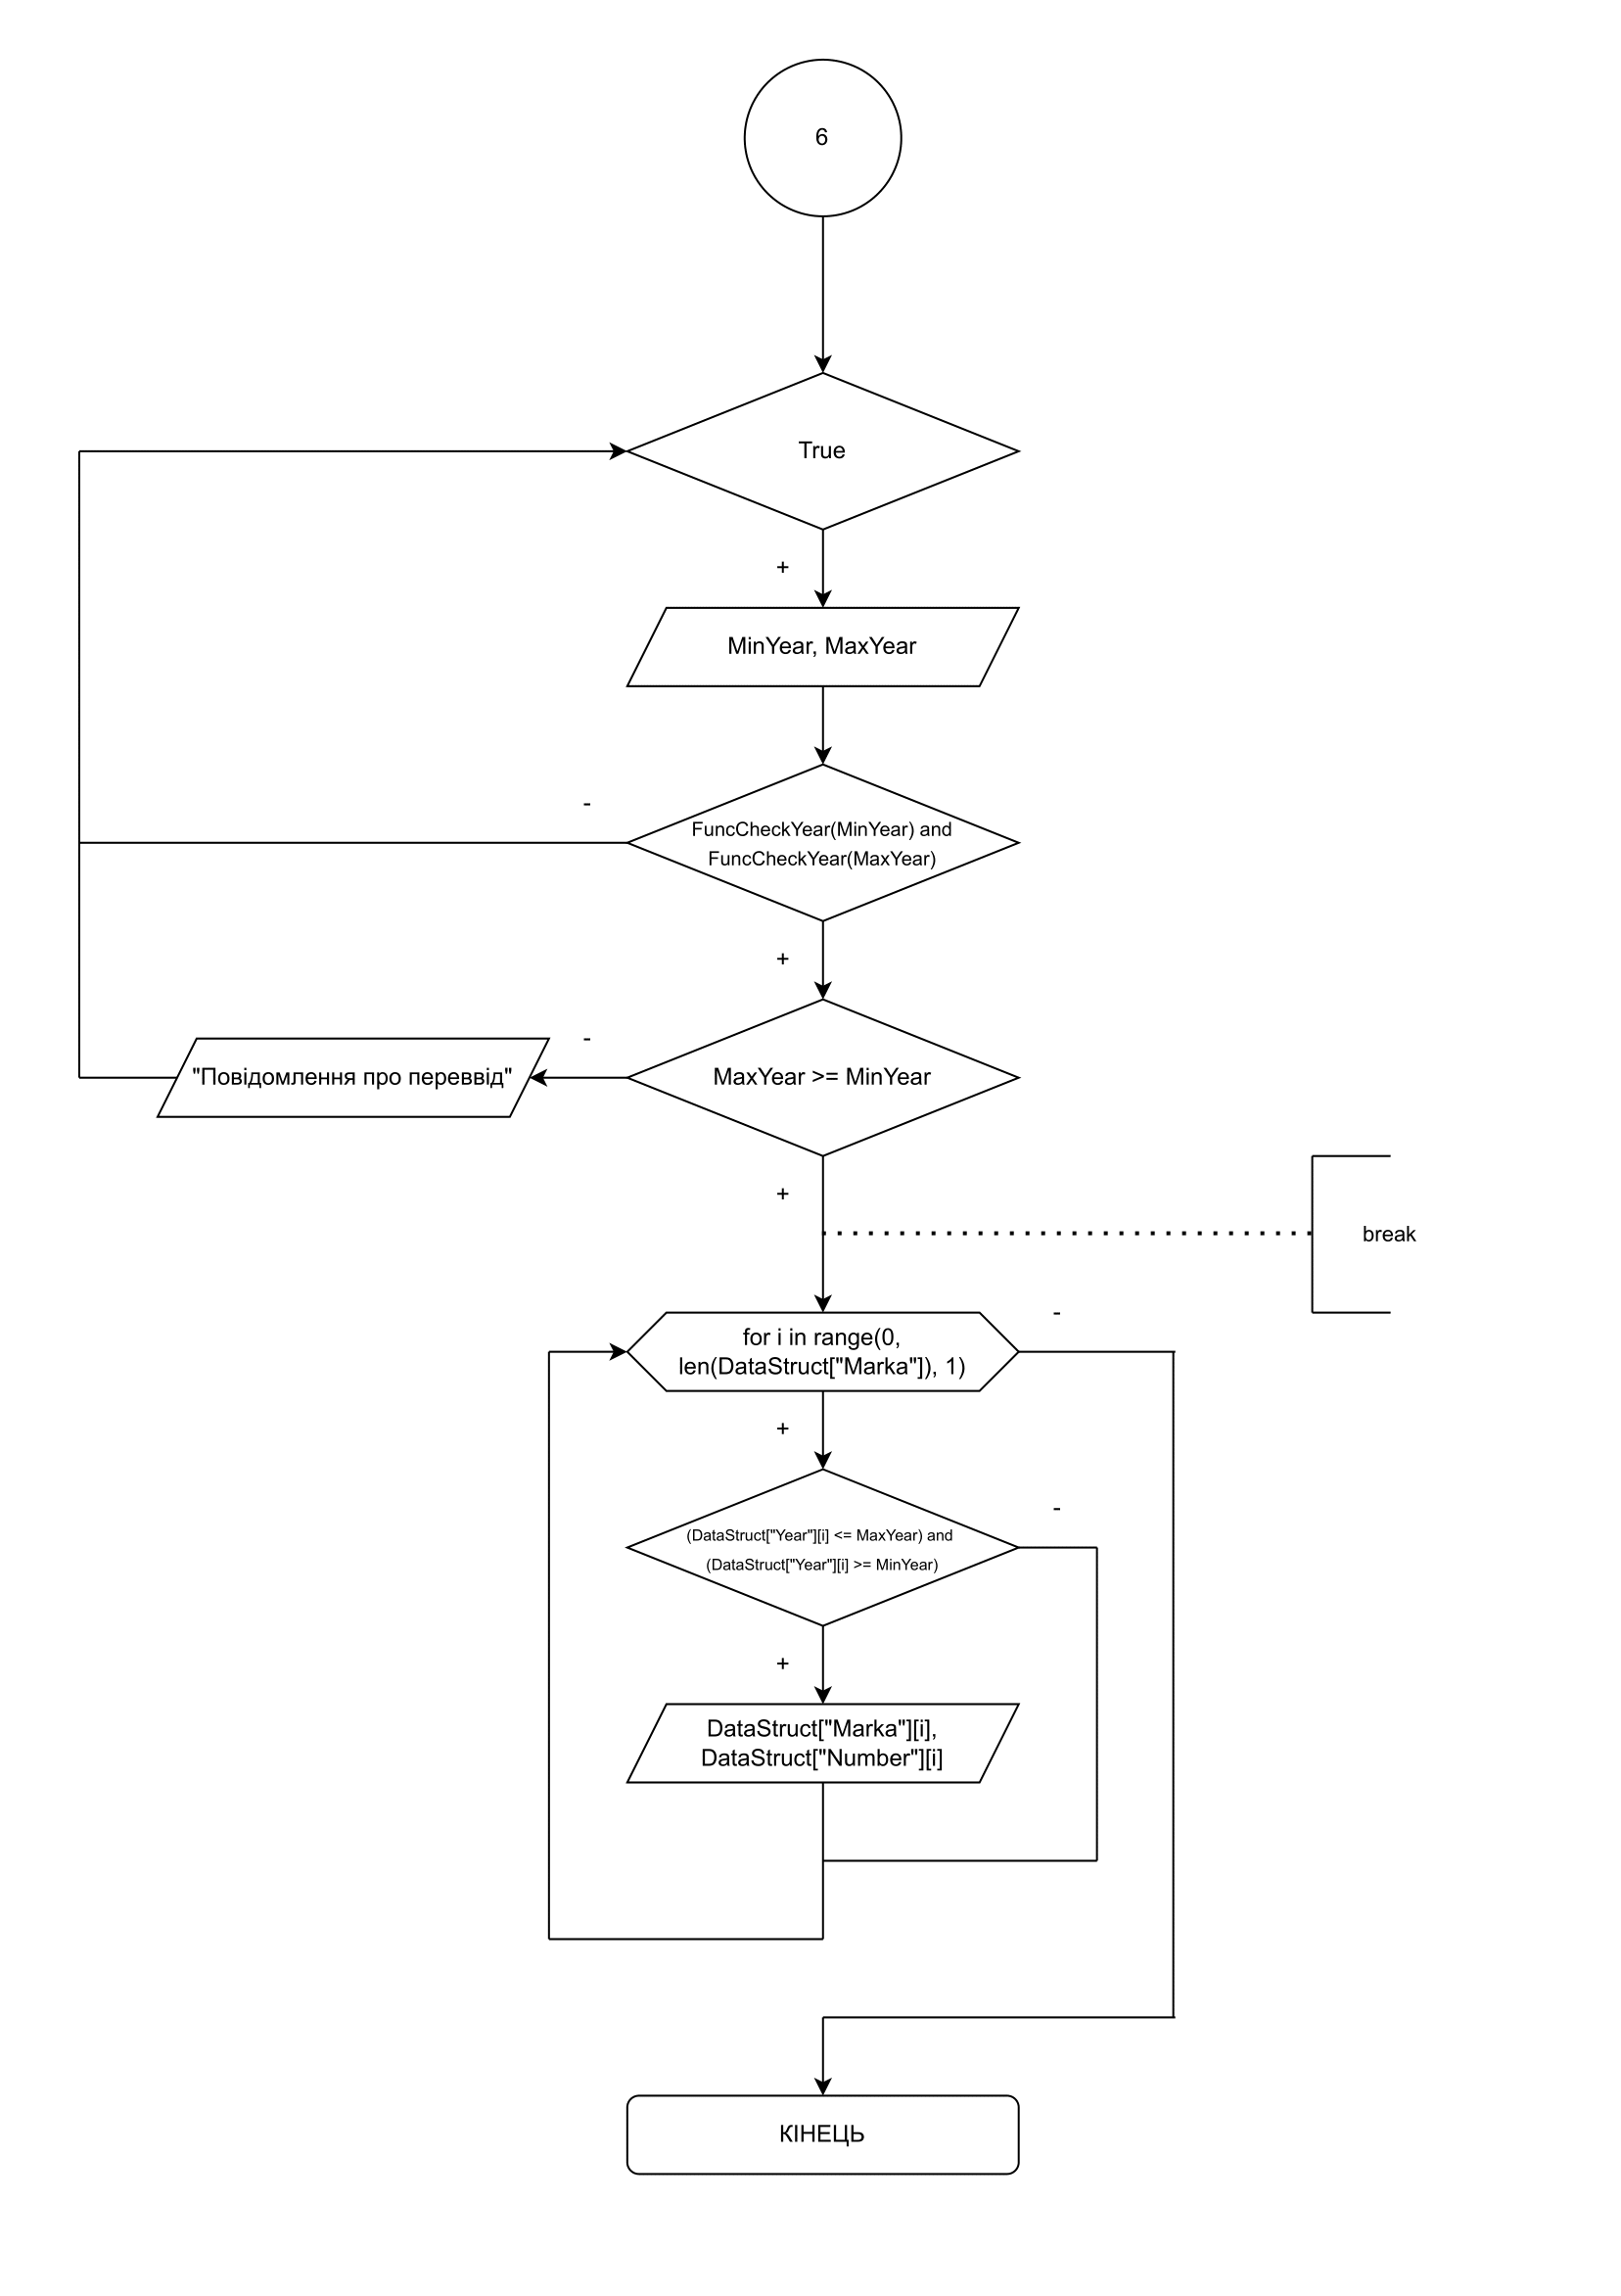 6
True
+
MinYear, MaxYear
-
FuncCheckYear(MinYear) and
FuncCheckYear(MaxYear)
+
-
"Повідомлення про переввід"
MaxYear >= MinYear
+
break
-
for i in range(0,
len(DataStruct["Marka"]), 1)
+
-
(DataStruct["Year"][i] <= MaxYear) and
(DataStruct["Year"][i] >= MinYear)
+
DataStruct["Marka"][i],
DataStruct["Number"][i]
КІНЕЦЬ